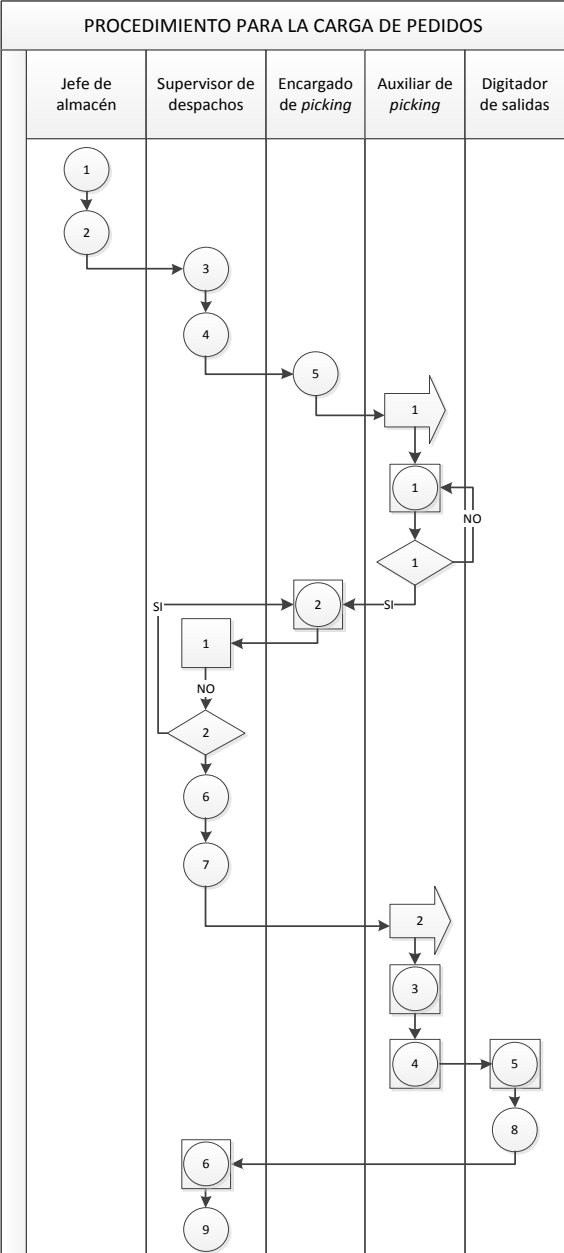 PROCEDIMIENTO PARA LA CARGA DE PEDIDOS
Jefe de
almacén
Supervisor de
despachos
Encargado
de picking
Auxiliar de
picking
Digitador
de salidas
1
2
3
4
5
1
1
NO
1
SI
2
SI
1
NO
2
6
7
2
3
4
5
8
6
9